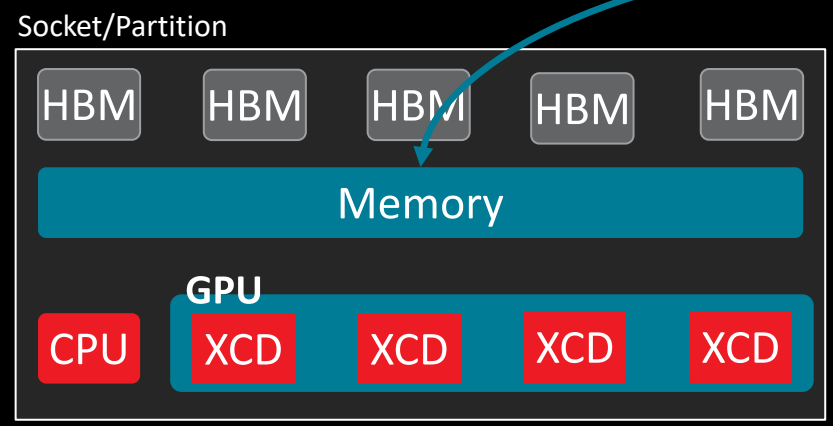 Socket/Partition
HBM HBM HBM HBM HBM
Memory
GPU
CPU XCD XCD XCD XCD